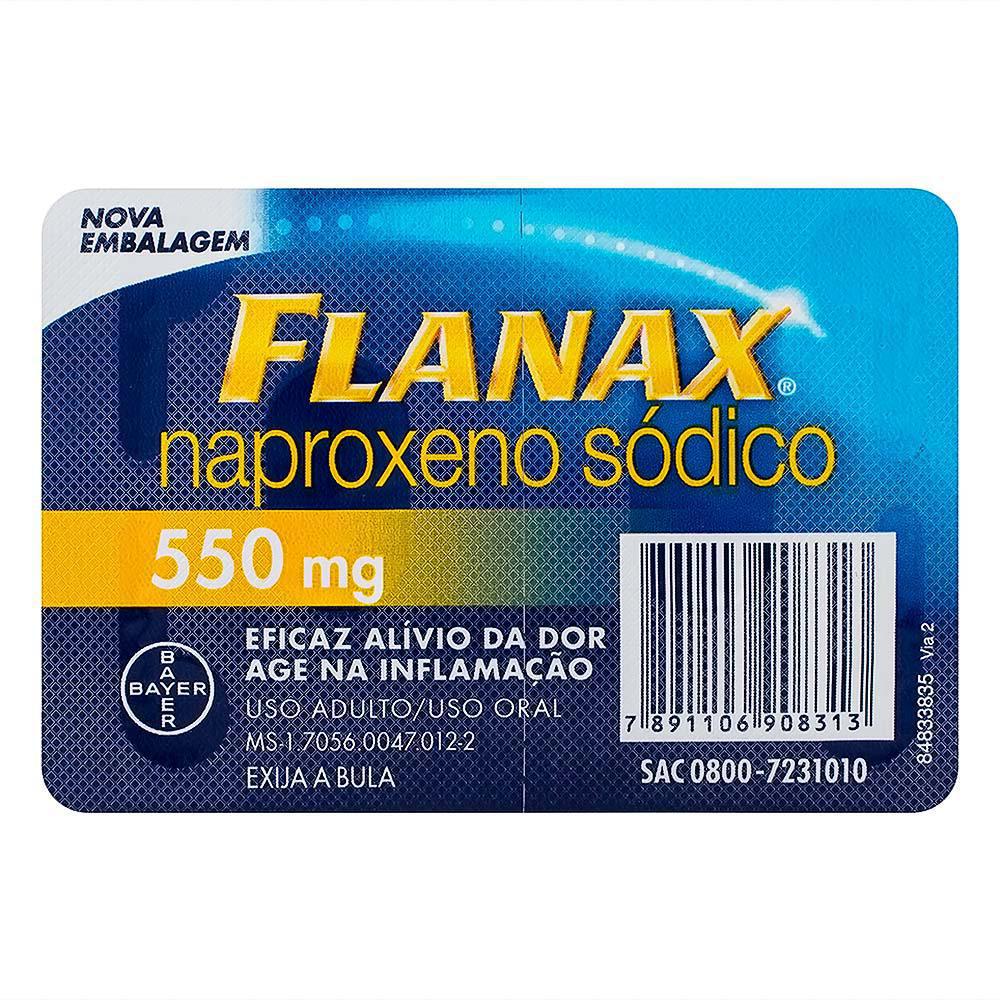 NOVA
EMBALAGEM
FLANAX®
naproxeno sódico
550 mg
EFICAZ ALÍVIO DA DOR
AGE NA INFLAMAÇÃO
USO ADULTO/USO ORAL
MS-1.7056.0047.012-2
EXIJA A BULA
BAYER
BAYER
7 891106 908313
SAC 0800-7231010
84833835 Via 2